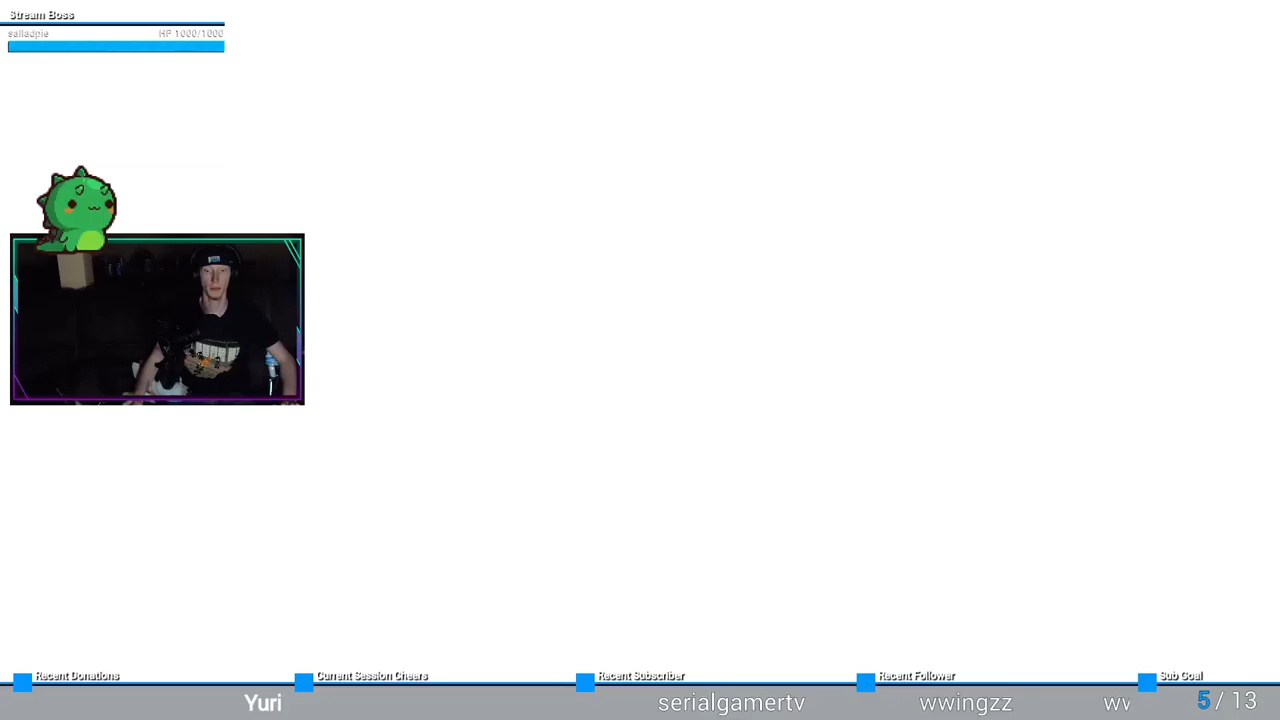 Stream Boss
salladpie HP 1000/1000
Recent Donations Current Session Cheers Recent Subscriber Recent Follower Sub Goal
Yuri serialgamertv wwingzz 5 / 13